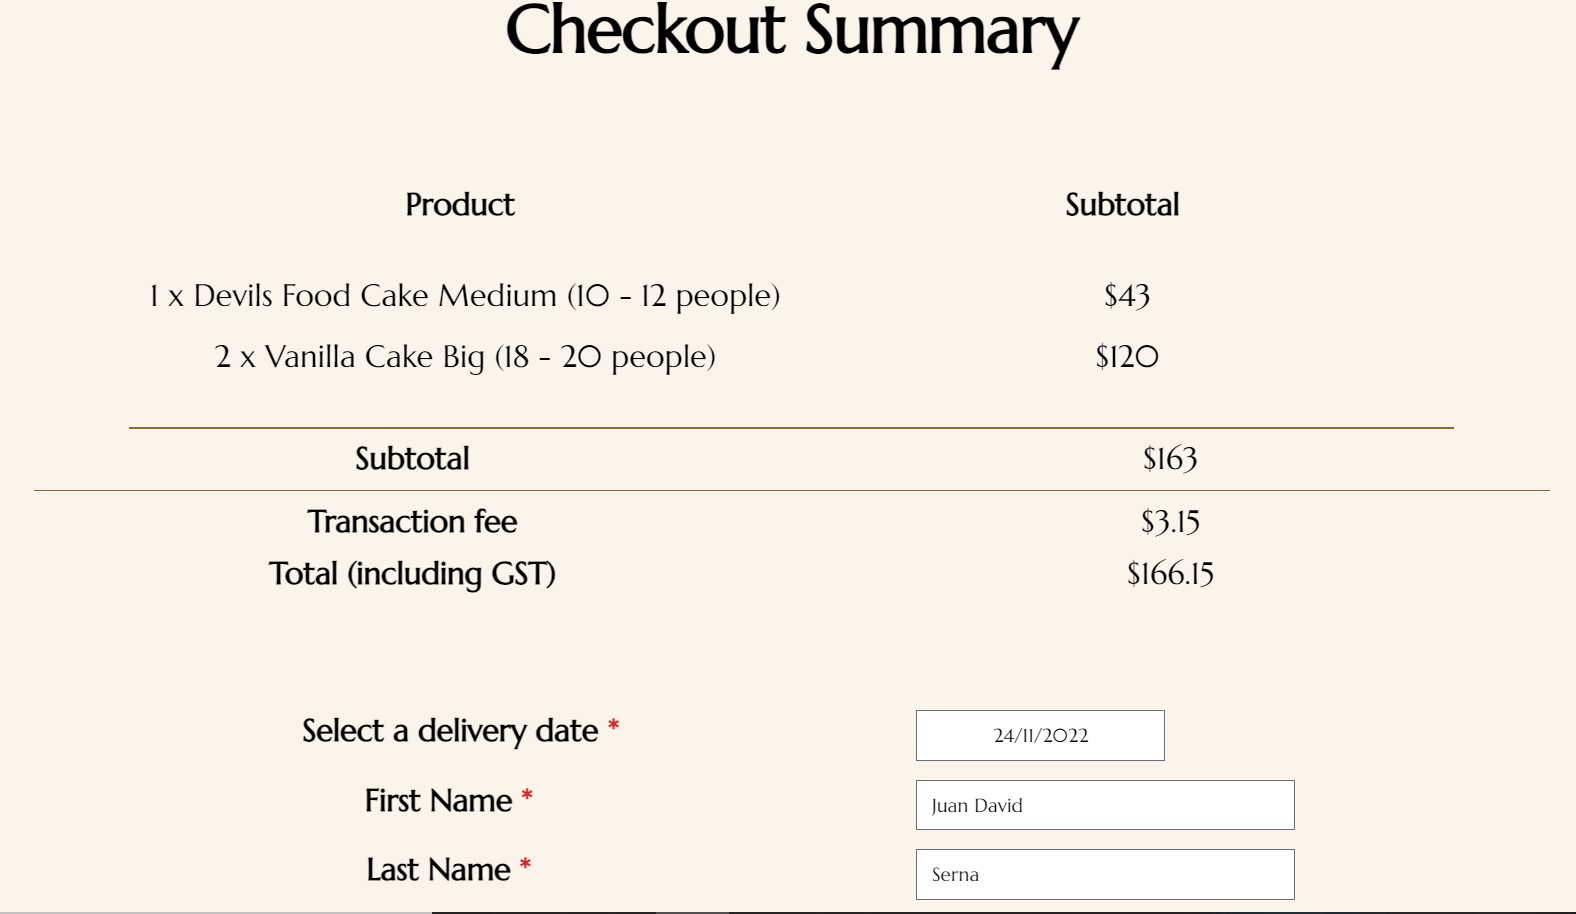 Checkout Summary
Product Subtotal
1 x Devils Food Cake Medium (10 - 12 people) $43
2 x Vanilla Cake Big (18 - 20 people) $120
Subtotal $163
Transaction fee $3.15
Total (including GST) $166.15
Select a delivery date * 24/11/2022
First Name * Juan David
Last Name * Serna